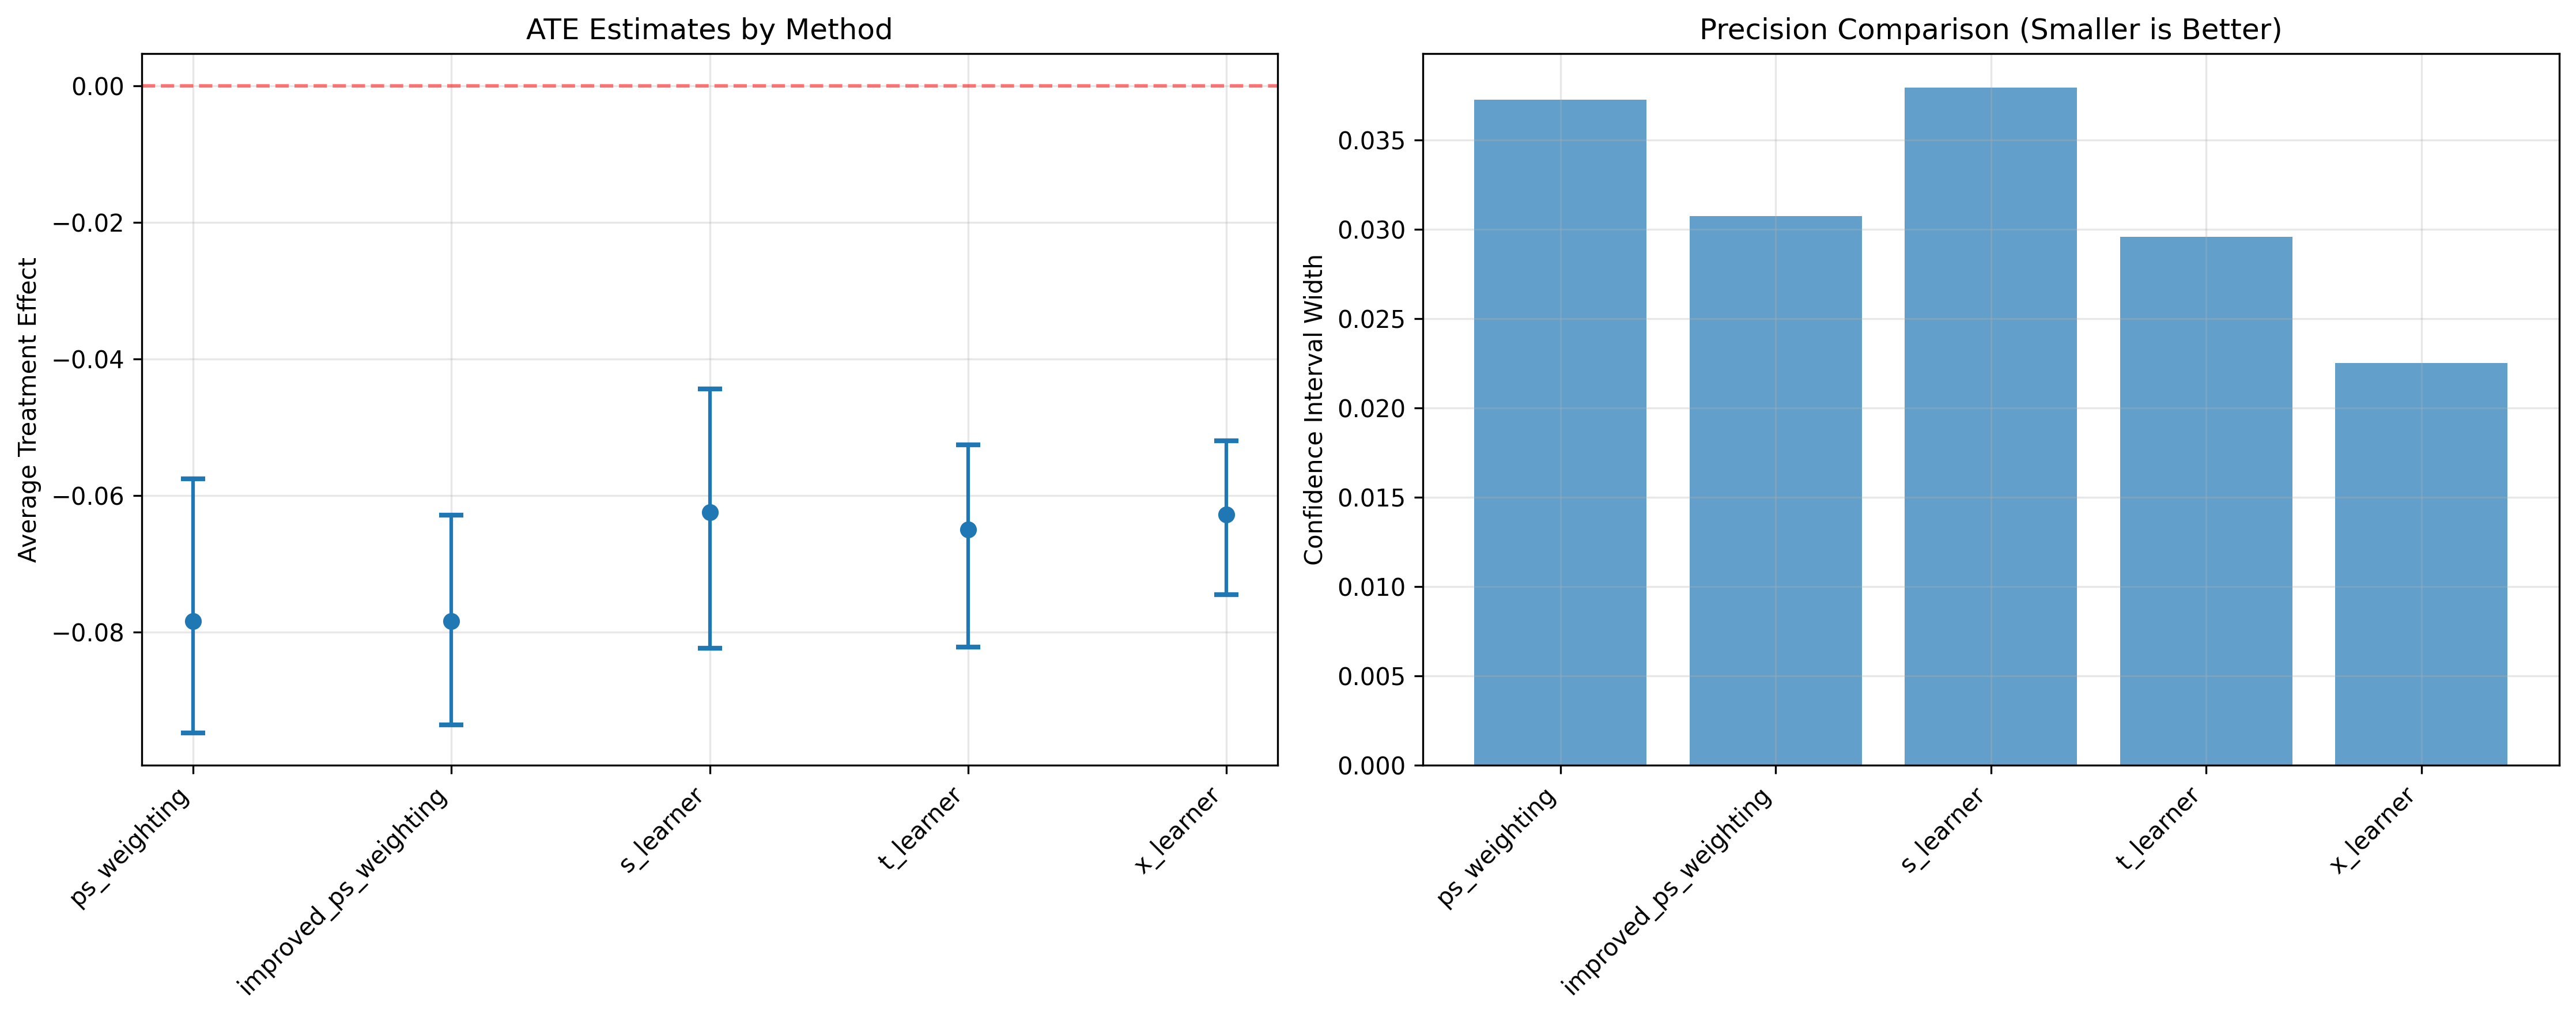 ATE Estimates by Method
Average Treatment Effect
0.00
−0.02
−0.04
−0.06
−0.08
ps_weighting
improved_ps_weighting
s_learner
t_learner
x_learner
Precision Comparison (Smaller is Better)
Confidence Interval Width
0.035
0.030
0.025
0.020
0.015
0.010
0.005
0.000
ps_weighting
improved_ps_weighting
s_learner
t_learner
x_learner